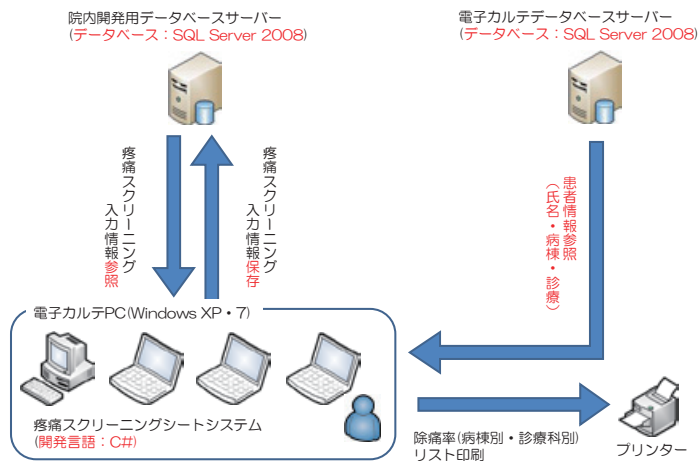 院内開発用データベースサーバー
(データベース：SQL Server 2008)
電子カルテデータベースサーバー
(データベース：SQL Server 2008)
疼痛スクリーニング
入力情報参照
疼痛スクリーニング
入力情報保存
患者情報参照
（氏名・病棟・診療）
電子カルテPC(Windows XP・7)
疼痛スクリーニングシートシステム
(開発言語：C#)
除痛率(病棟別・診療科別)
リスト印刷
プリンター